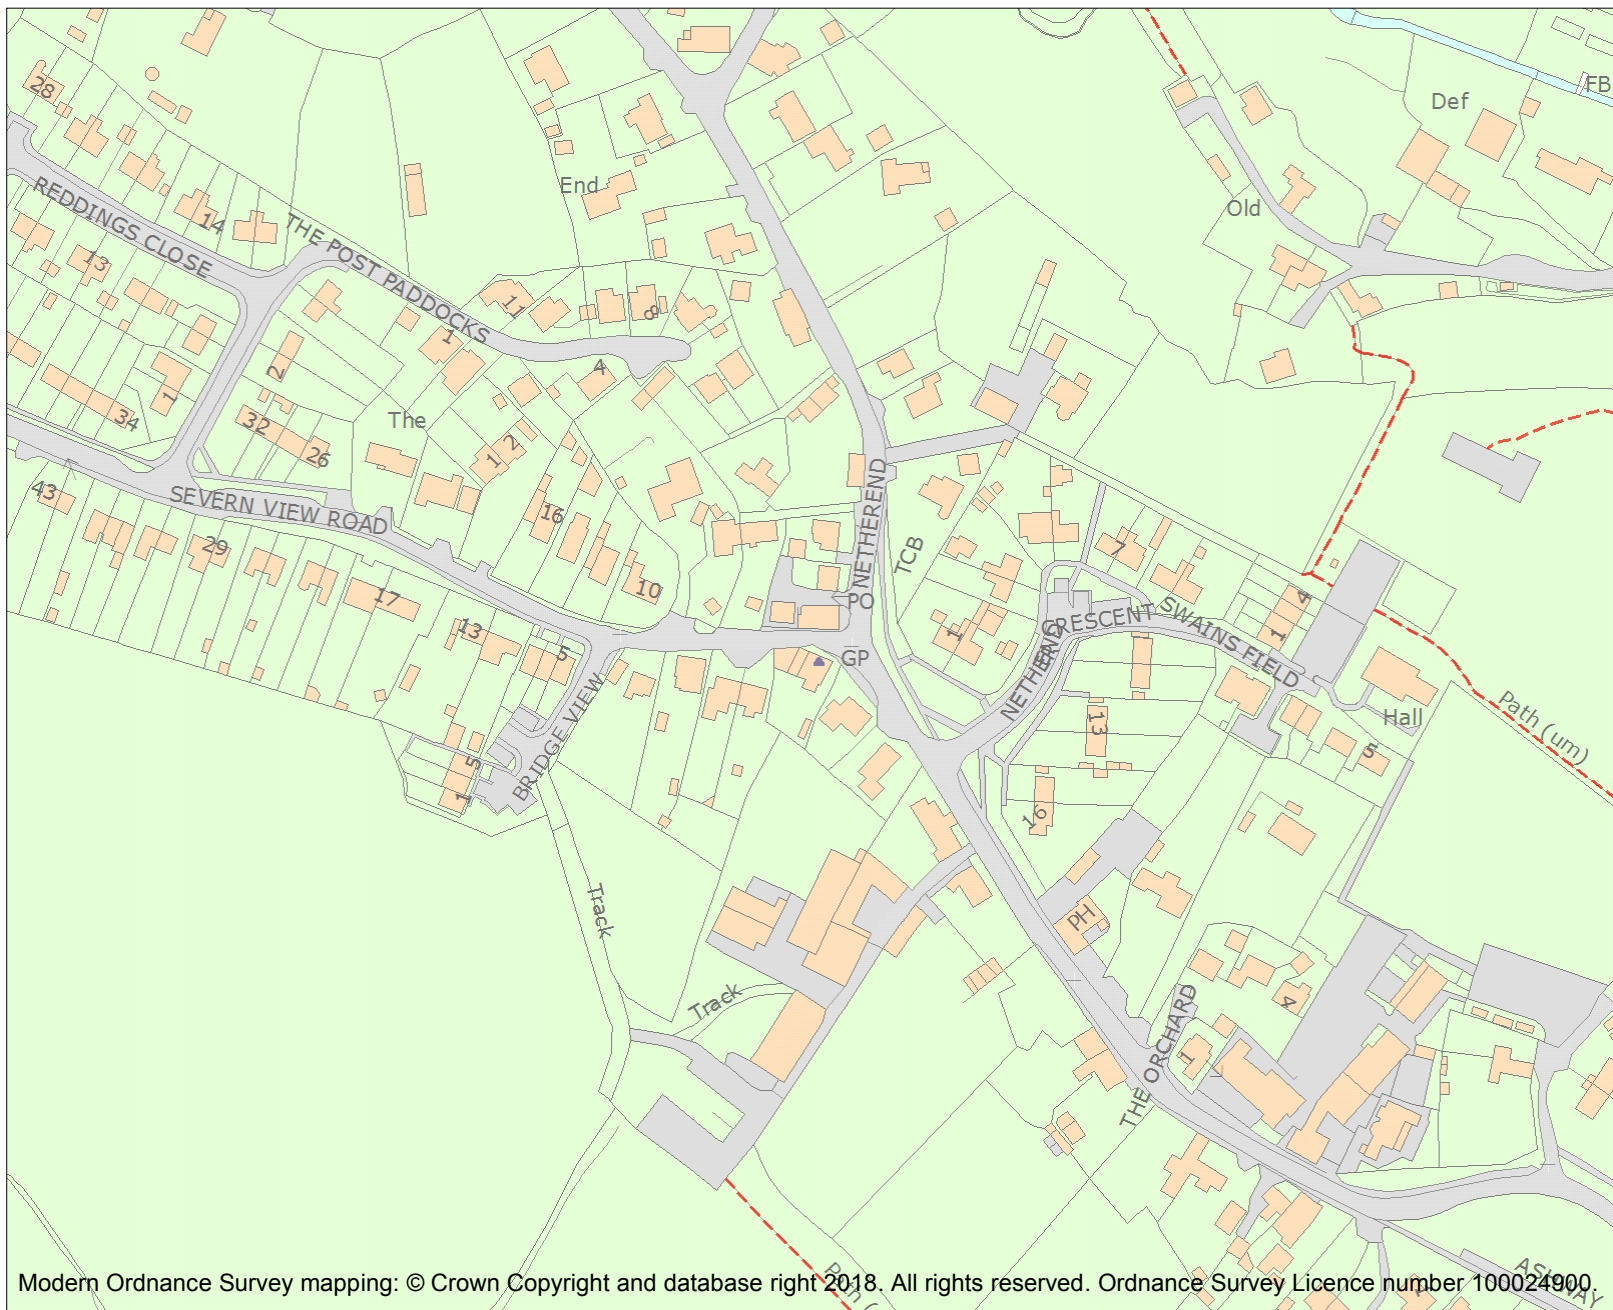 FB
Def
28
End
REDDINGS CLOSE
14
THE POST PADDOCKS
Old
13
11
8
1
4
2
1
34
32
26
The
1 2
43
SEVERN VIEW ROAD
16
NETHEREND
TCB
7
29
10
PO
17
13
5
GP
1
CRESCENT
SWAINS FIELD
4
1
NETHEREND
BRIDGE VIEW
13
Hall
Path (um)
5
5
1
16
PH
Track
Track
4
THE ORCHARD
1
Path (
ASHWAY
Modern Ordnance Survey mapping: © Crown Copyright and database right 2018. All rights reserved. Ordnance Survey Licence number 100024900.